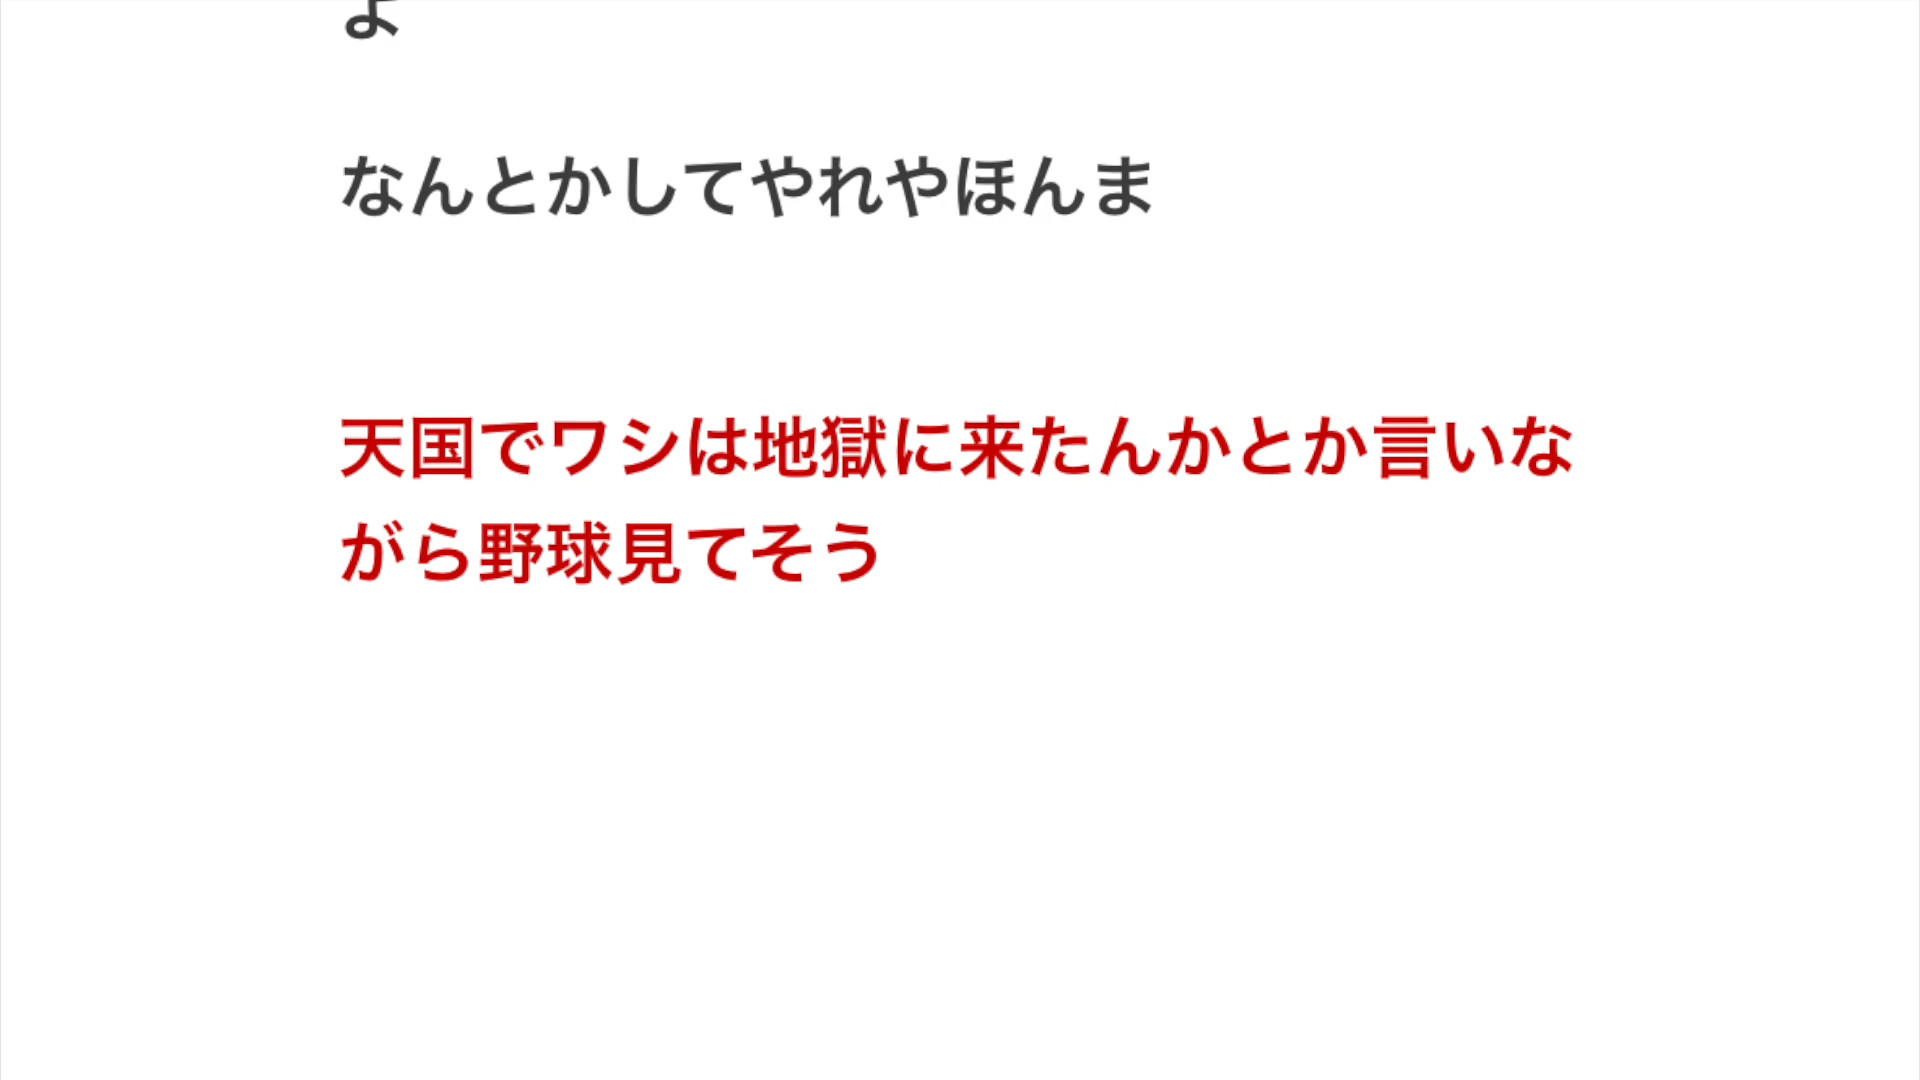 よ
なんとかしてやれやほんま
天国でワシは地獄に来たんかとか言いな
がら野球見てそう